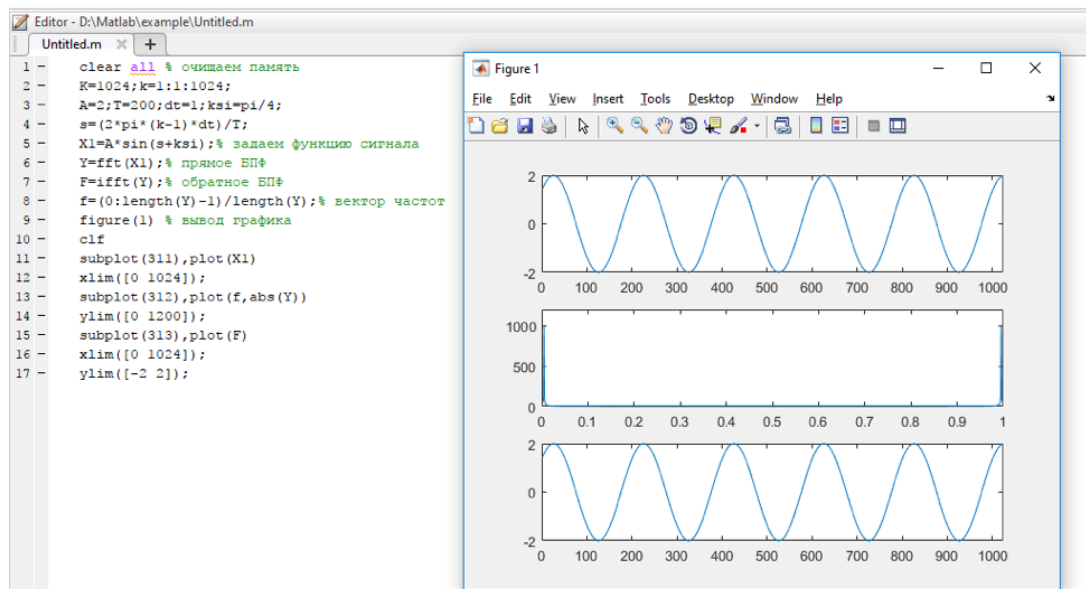 Editor - D:\Matlab\example\Untitled.m
Untitled.m × +
1 - clear all % очищаем память
2 - K=1024;k=1:1:1024;
3 - A=2;T=200;dt=1;ksi=pi/4;
4 - s=(2*pi*(k-1)*dt)/T;
5 - X1=A*sin(s+ksi);% задаем функцию сигнала
6 - Y=fft(X1);% прямое БПФ
7 - F=ifft(Y);% обратное БПФ
8 - f=(0:length(Y)-1)/length(Y);% вектор частот
9 - figure(1) % вывод графика
10 - clf
11 - subplot(311),plot(X1)
12 - xlim([0 1024]);
13 - subplot(312),plot(f,abs(Y))
14 - ylim([0 1200]);
15 - subplot(313),plot(F)
16 - xlim([0 1024]);
17 - ylim([-2 2]);
Figure 1
File Edit View Insert Tools Desktop Window Help
2
0
-2
0 100 200 300 400 500 600 700 800 900 1000
1000
500
0
0 0.1 0.2 0.3 0.4 0.5 0.6 0.7 0.8 0.9 1
2
0
-2
0 100 200 300 400 500 600 700 800 900 1000